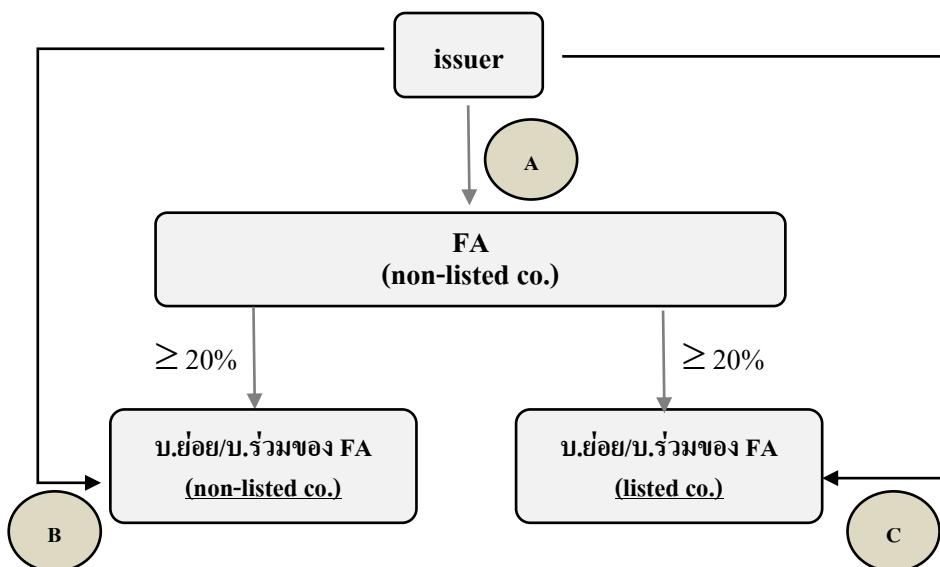 issuer
A
FA
(non-listed co.)
≥ 20%
≥ 20%
บ.ย่อย/บ.ร่วมของ FA
(non-listed co.)
บ.ย่อย/บ.ร่วมของ FA
(listed co.)
B
C